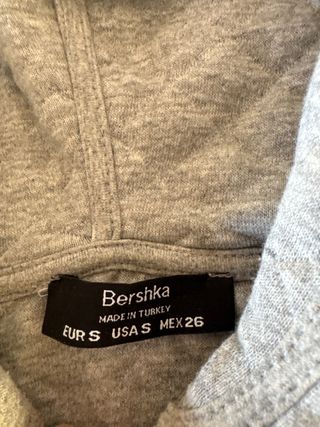 Bershka
MADE IN TURKEY
EUR S USA S MEX 26